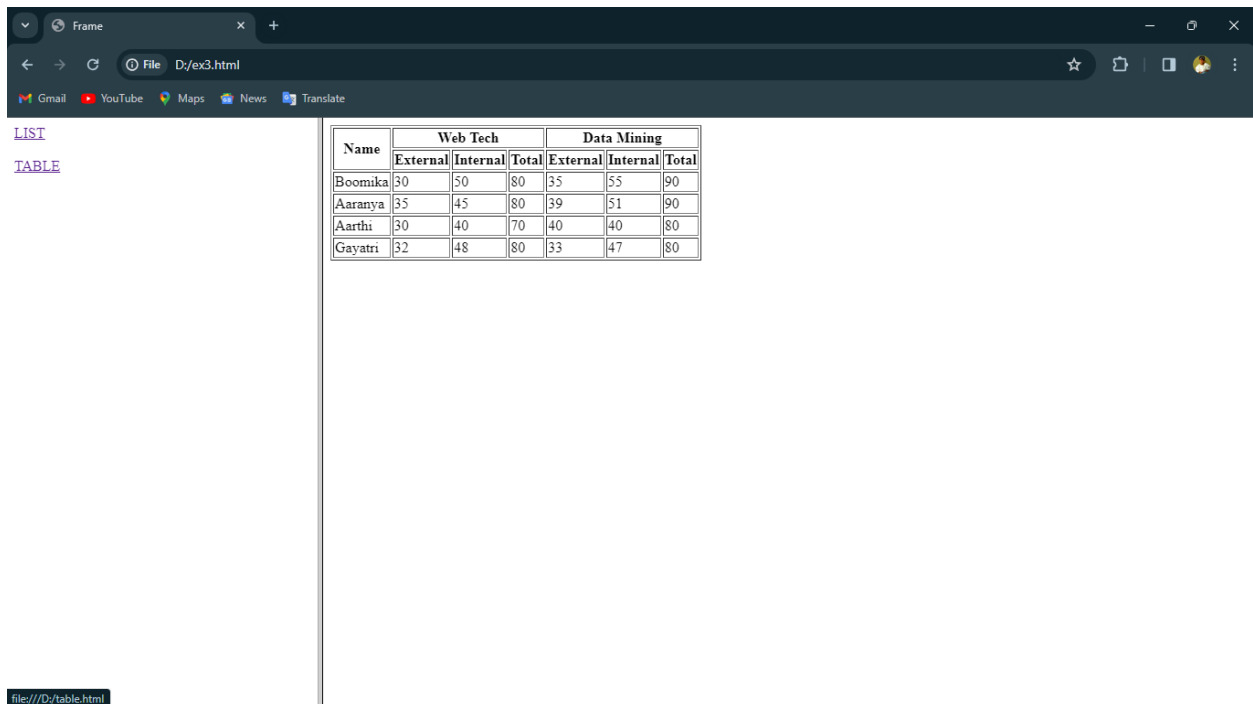 Frame
File D:/ex3.html
Gmail YouTube Maps News Translate
LIST
TABLE
Name Web Tech Data Mining
External Internal Total External Internal Total
Boomika 30 50 80 35 55 90
Aaranya 35 45 80 39 51 90
Aarthi 30 40 70 40 40 80
Gayatri 32 48 80 33 47 80
file:///D:/table.html